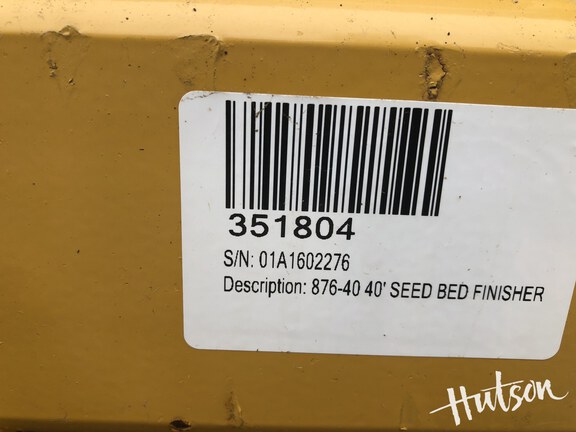 351804
S/N: 01A1602276
Description: 876-40 40' SEED BED FINISHER
Hutson